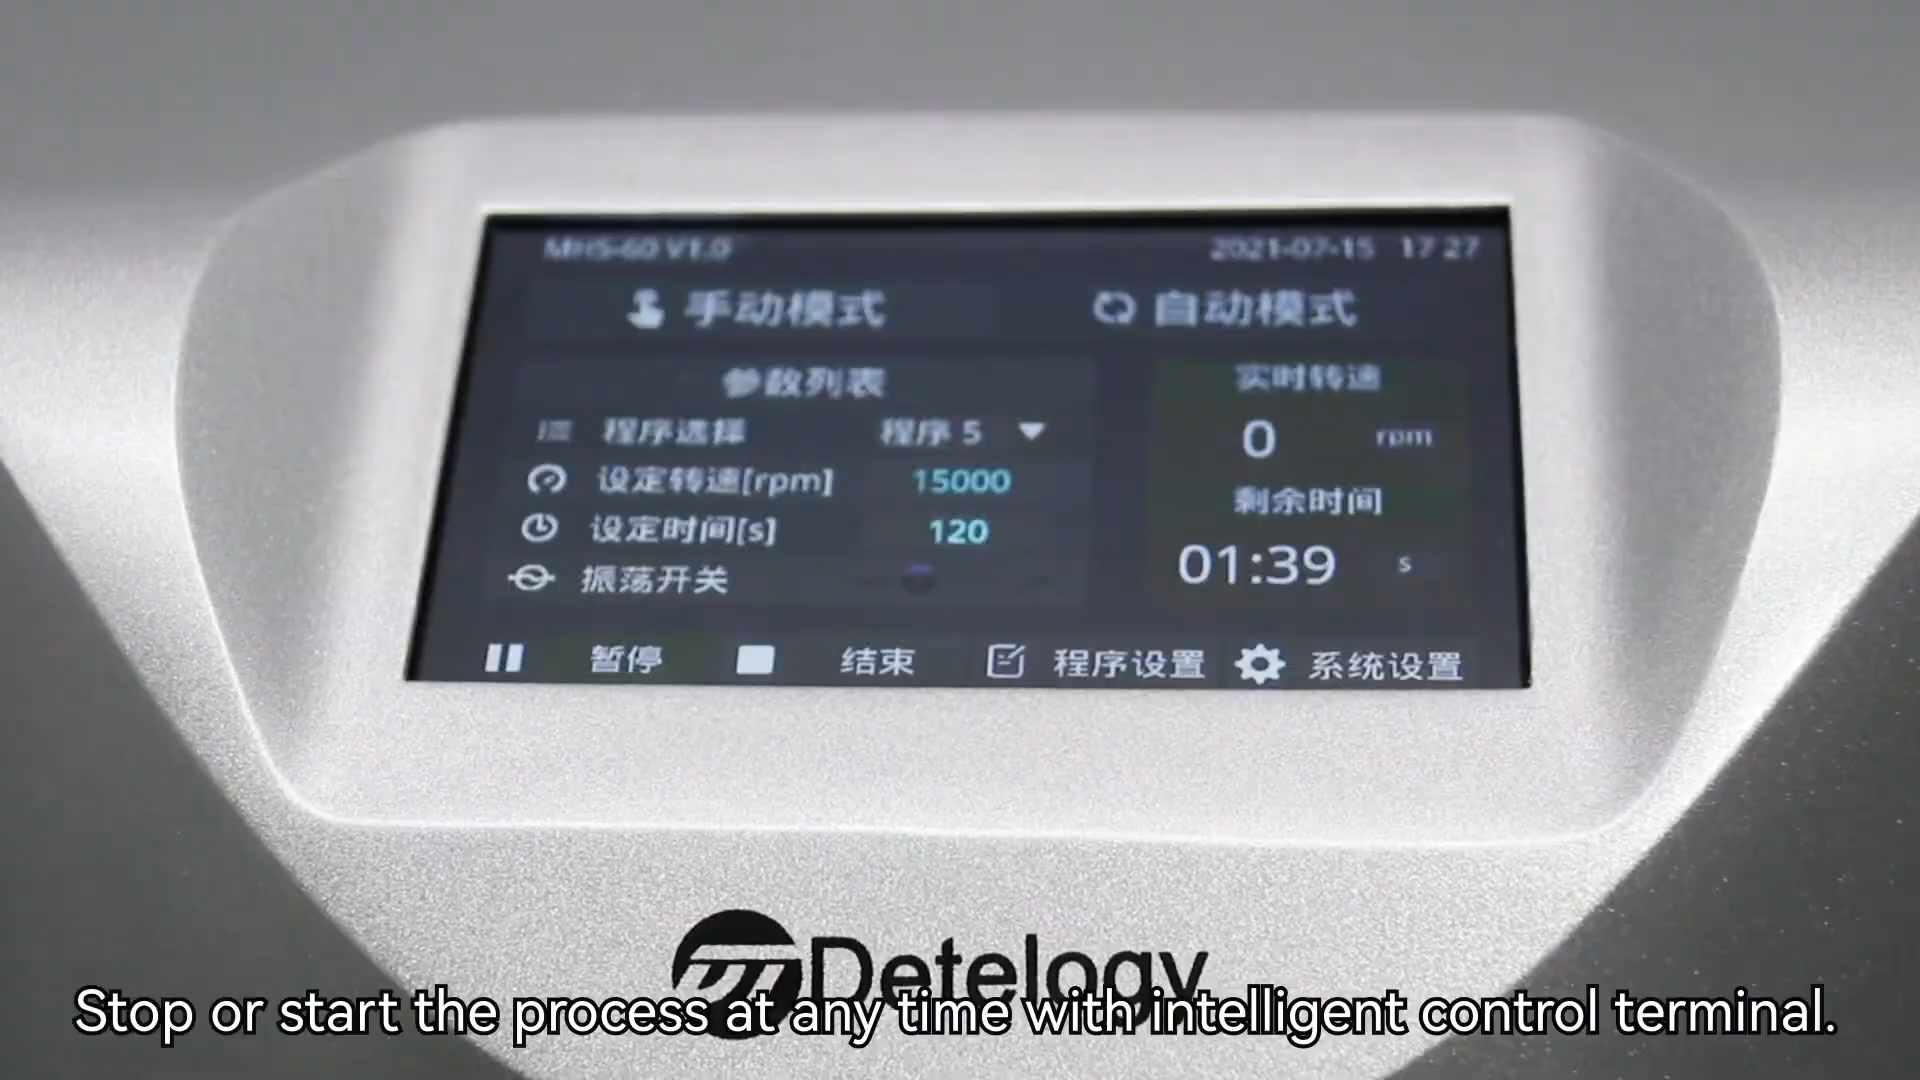 MHS-60 V1.0 2021-07-15 17 27
手动模式 自动模式
参数列表
程序选择 程序 5
设定转速[rpm] 15000
设定时间[s] 120
振荡开关
实时转速
0 rpm
剩余时间
01:39 s
暂停 结束 程序设置 系统设置
Detelogy
Stop or start the process at any time with intelligent control terminal.